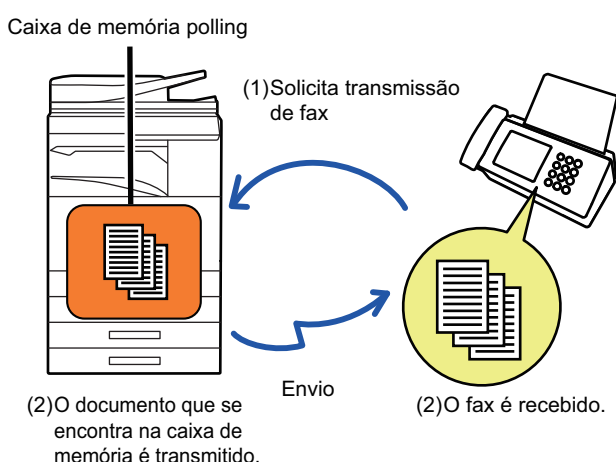 Caixa de memória polling
(1)Solicita transmissão
de fax
Envio
(2)O documento que se
encontra na caixa de
memória é transmitido.
(2)O fax é recebido.